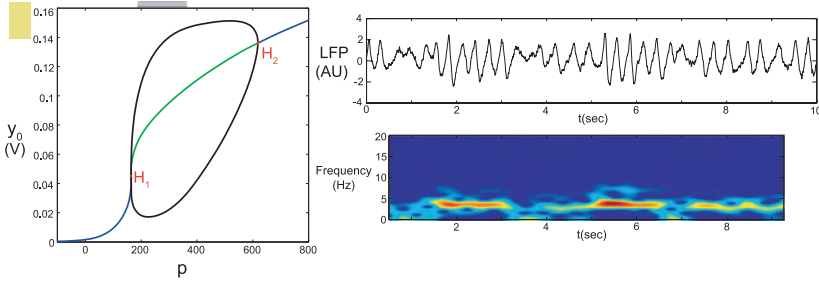 0.16
0.14
0.12
0.1
0.08
0.06
0.04
0.02
0
y0
(V)
H1
H2
0 200 400 600 800
p
LFP
(AU)
4
2
0
-2
-4
2 4 6 8 10
t(sec)
Frequency
(Hz)
20
15
10
5
0
2 4 6 8
t(sec)